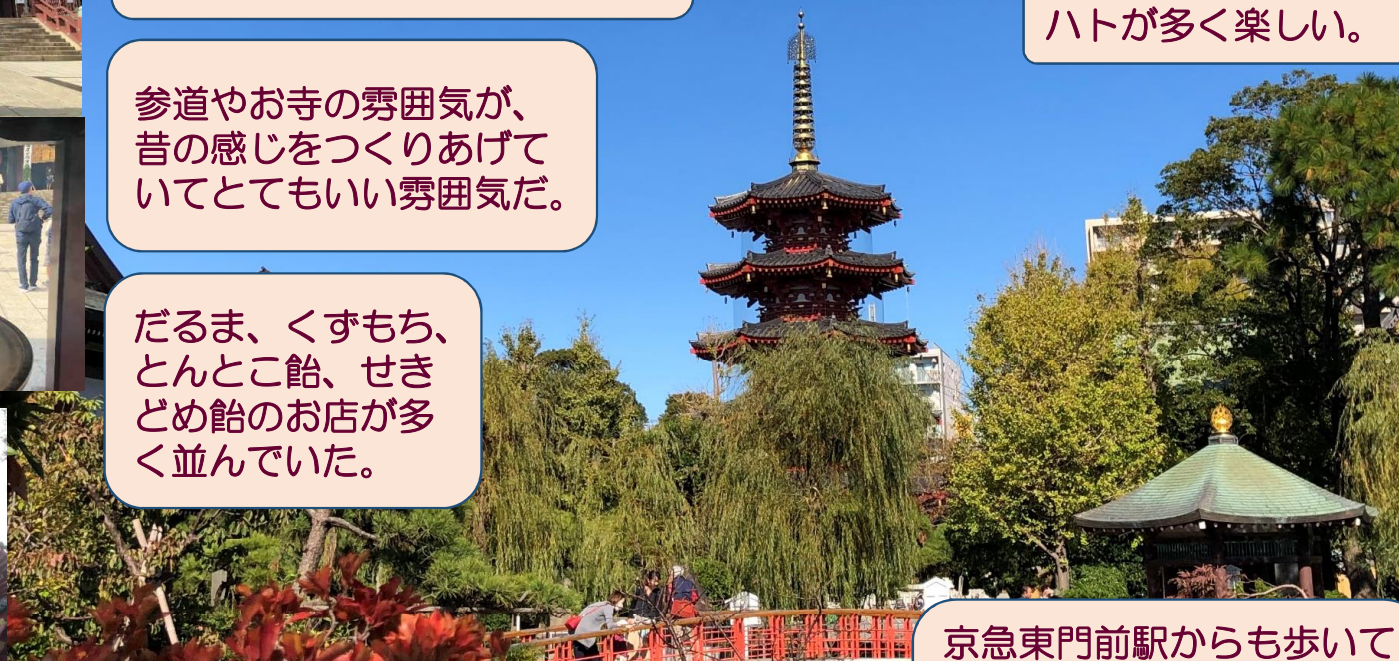 ハトが多く楽しい。
参道やお寺の雰囲気が、
昔の感じをつくりあげて
いてとてもいい雰囲気だ。
だるま、くずもち、
とんとこ飴、せき
どめ飴のお店が多
く並んでいた。
京急東門前駅からも歩いて